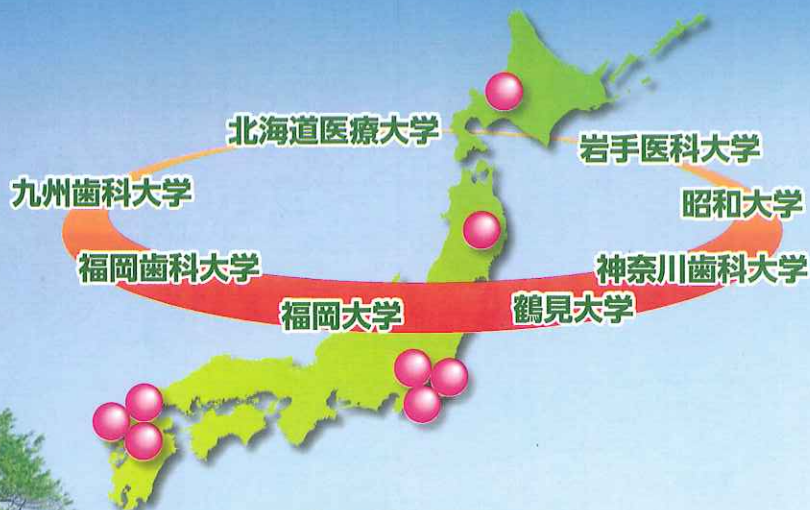 北海道医療大学
岩手医科大学
九州歯科大学
昭和大学
福岡歯科大学
神奈川歯科大学
福岡大学
鶴見大学